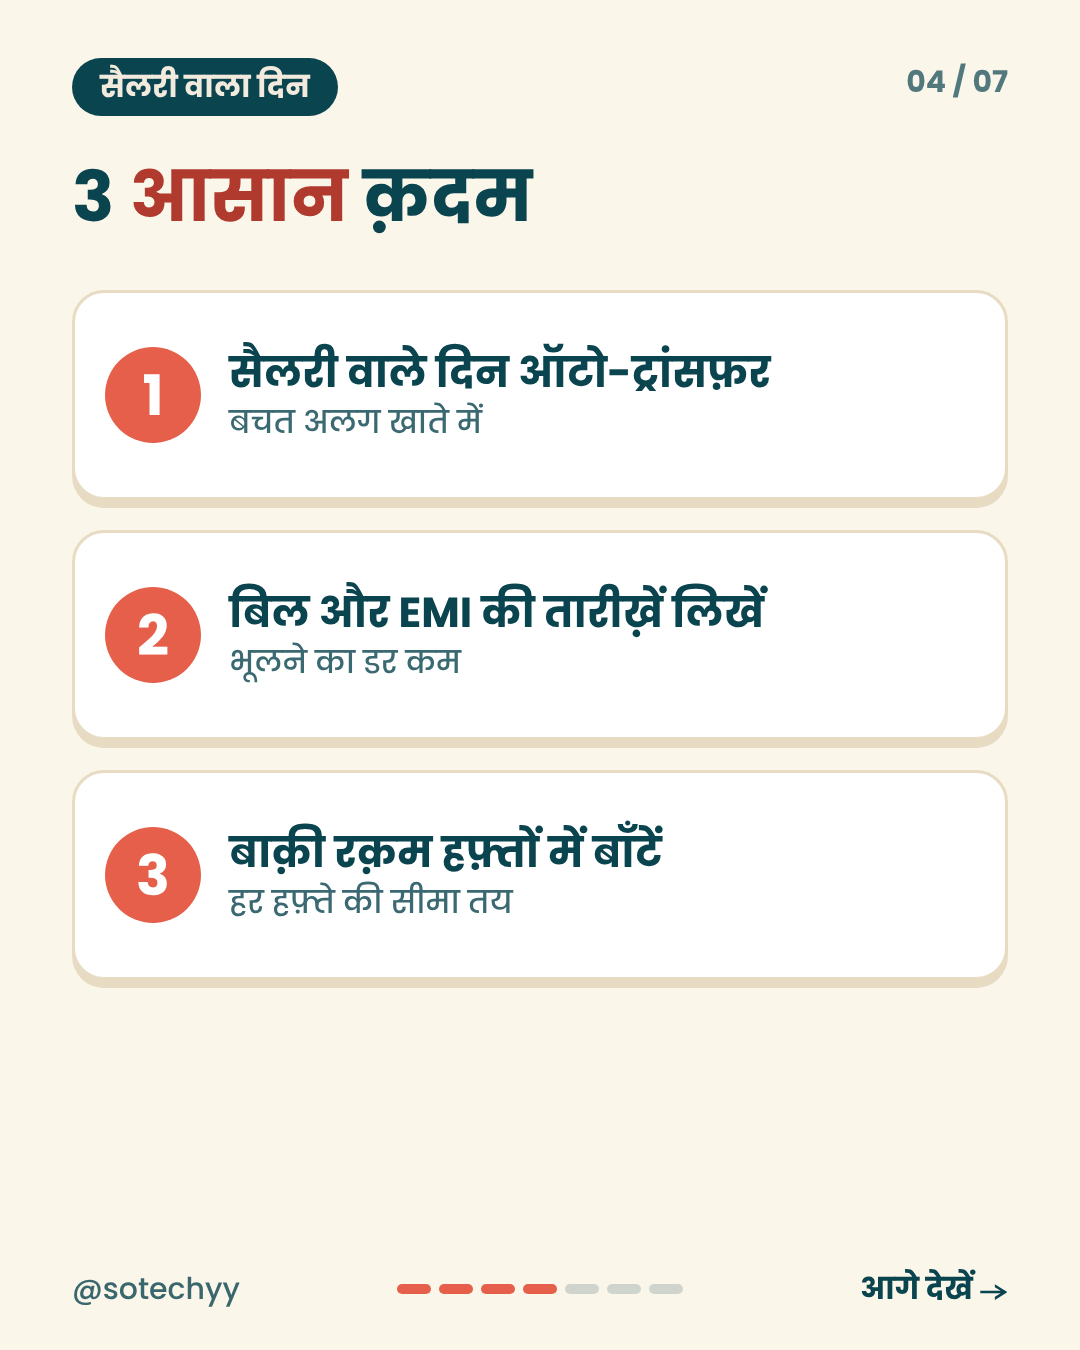 सैलरी वाला दिन
04 / 07
3 आसान क़दम
1
सैलरी वाले दिन ऑटो-ट्रांसफ़र
बचत अलग खाते में
2
बिल और EMI की तारीख़ें लिखें
भूलने का डर कम
3
बाक़ी रक़म हफ़्तों में बाँटें
हर हफ़्ते की सीमा तय
@sotechyy
आगे देखें →